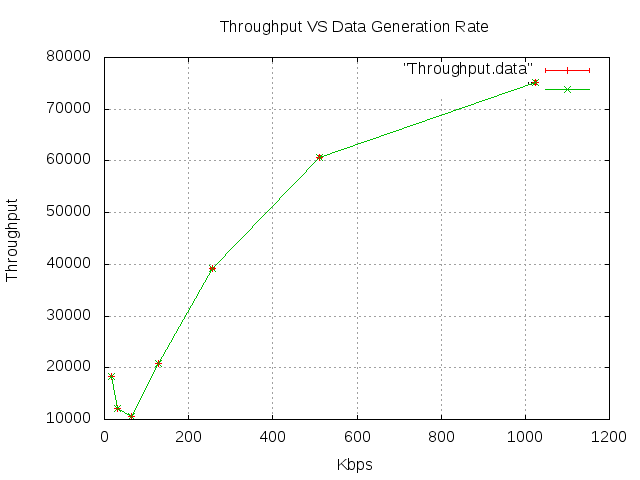 Throughput VS Data Generation Rate
80000
"Throughput.data"
70000
60000
50000
40000
30000
20000
10000
Throughput
0 200 400 600 800 1000 1200
Kbps